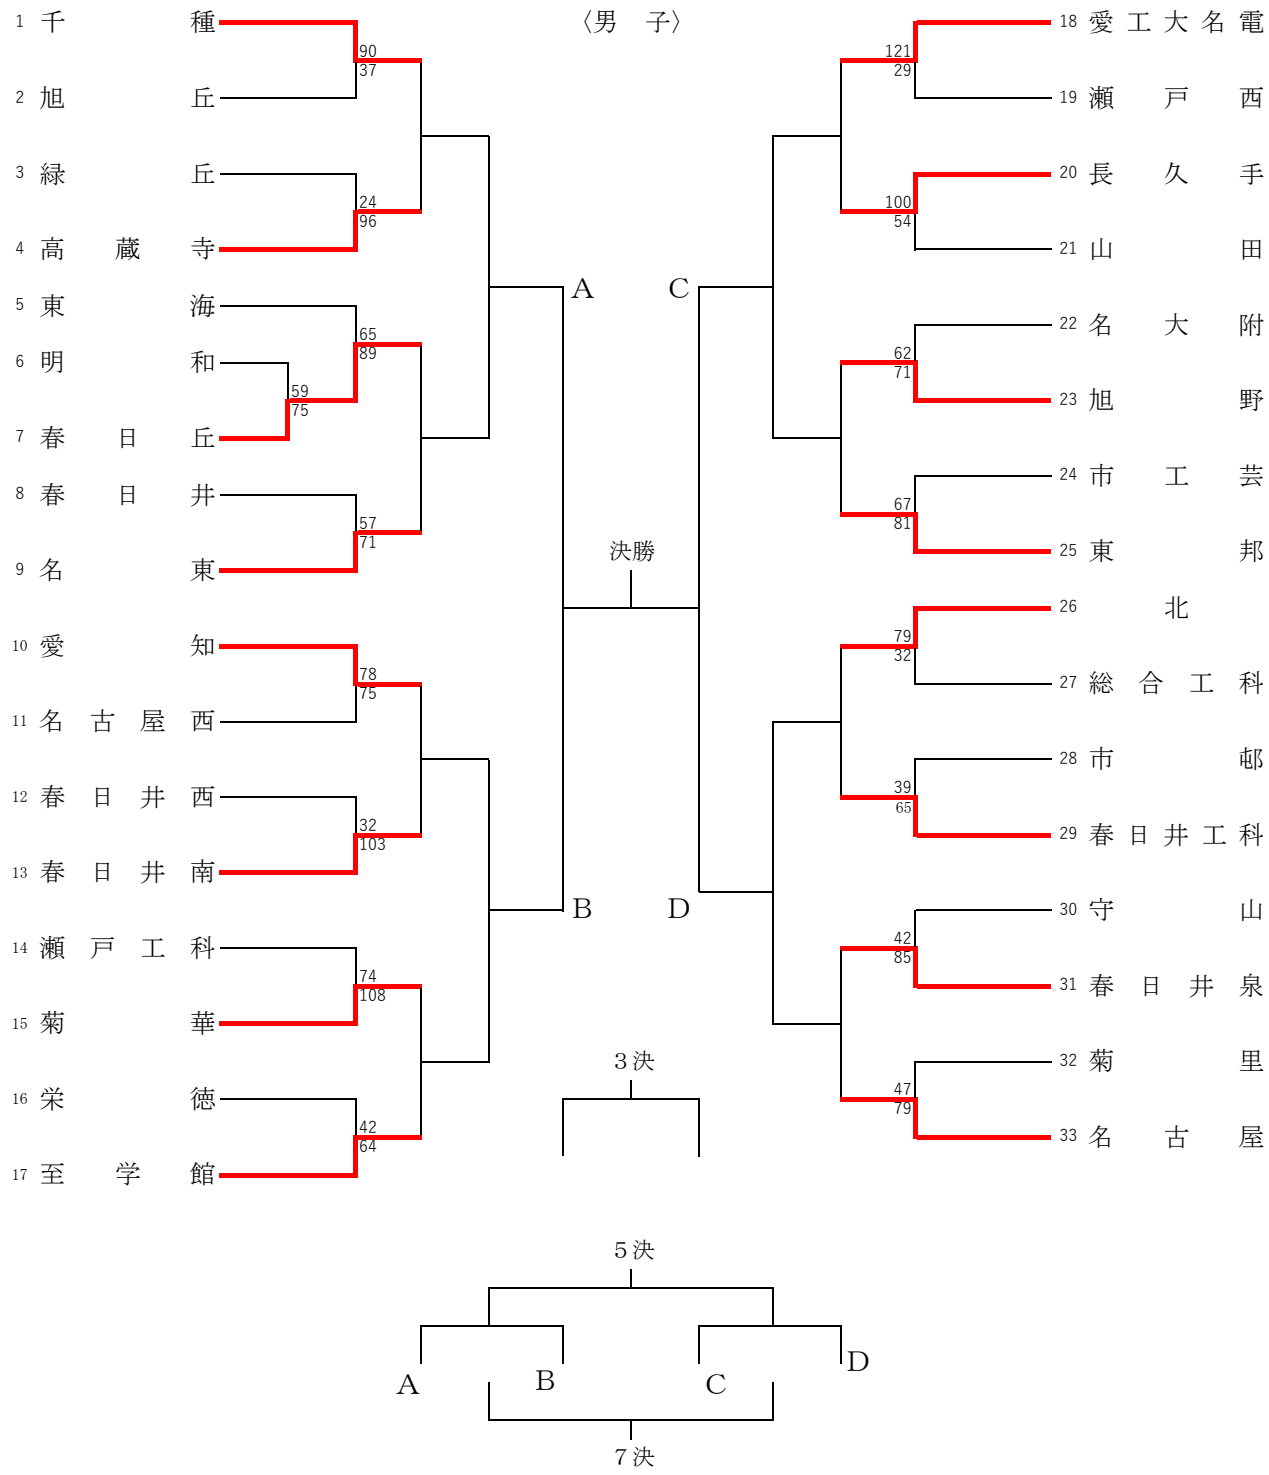 〈男　子〉
1 千種
90
37
2 旭丘
3 緑丘
24
96
4 高蔵寺
5 東海
65
89
6 明和
59
75
7 春日丘
8 春日井
57
71
9 名東
10 愛知
78
75
11 名古屋西
12 春日井西
32
103
13 春日井南
14 瀬戸工科
74
108
15 菊華
16 栄徳
42
64
17 至学館
A
B
決勝
C
D
18 愛工大名電
121
29
19 瀬戸西
20 長久手
100
54
21 山田
22 名大附
62
71
23 旭野
24 市工芸
67
81
25 東邦
26 北
79
32
27 総合工科
28 市邨
39
65
29 春日井工科
30 守山
42
85
31 春日井泉
32 菊里
47
79
33 名古屋
3決
5決
A
B
C
D
7決